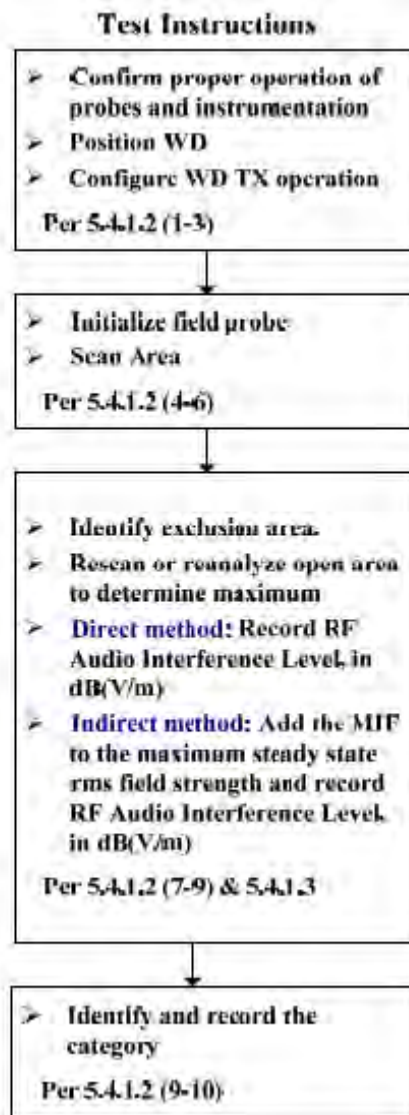 Test Instructions
➢ Confirm proper operation of
probes and instrumentation
➢ Position WD
➢ Configure WD TX operation
Per 5.4.1.2 (1-3)
➢ Initialize field probe
➢ Scan Area
Per 5.4.1.2 (4-6)
➢ Identify exclusion area.
➢ Rescan or reanalyze open area
to determine maximum
➢ Direct method: Record RF
Audio Interference Level, in
dB(V/m)
➢ Indirect method: Add the MIF
to the maximum steady state
rms field strength and record
RF Audio Interference Level,
in dB(V/m)
Per 5.4.1.2 (7-9) & 5.4.1.3
➢ Identify and record the
category
Per 5.4.1.2 (9-10)